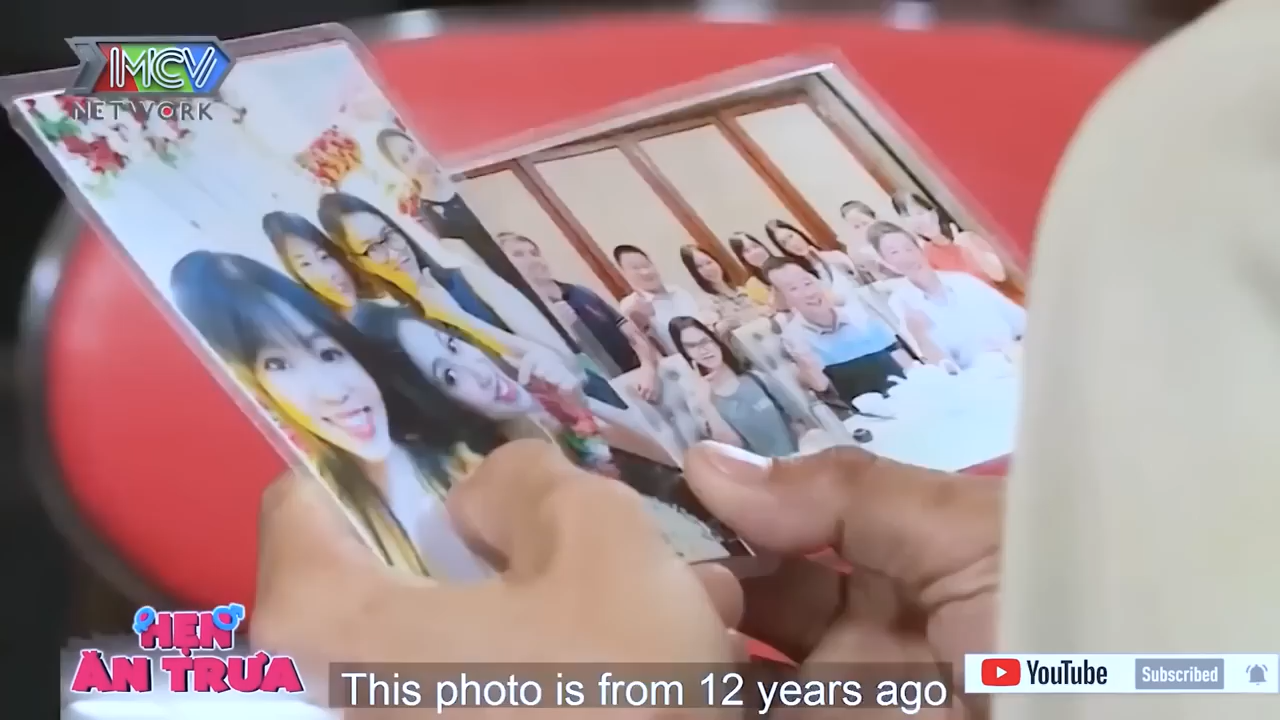 MCV
NETWORK
HẸN
ĂN TRƯA
This photo is from 12 years ago
YouTube
Subscribed